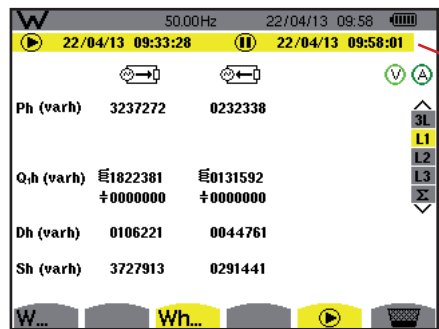 W 50.00Hz 22/04/13 09:58
22/04/13 09:33:28 22/04/13 09:58:01
V A
Ph (varh) 3237272 0232338
3L
L1
L2
Q₁h (varh) 1822381 0131592
L3
÷0000000 ÷0000000
Σ
Dh (varh) 0106221 0044761
Sh (varh) 3727913 0291441
W... Wh...